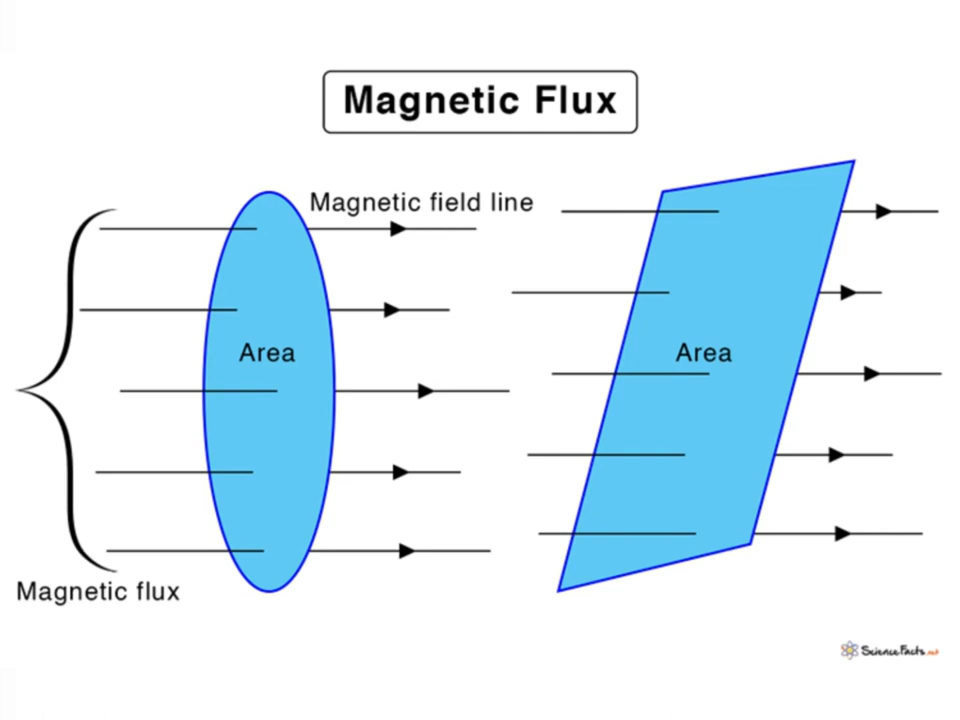 Magnetic Flux
Magnetic field line
Area
Area
Magnetic flux
ScienceFacts.net